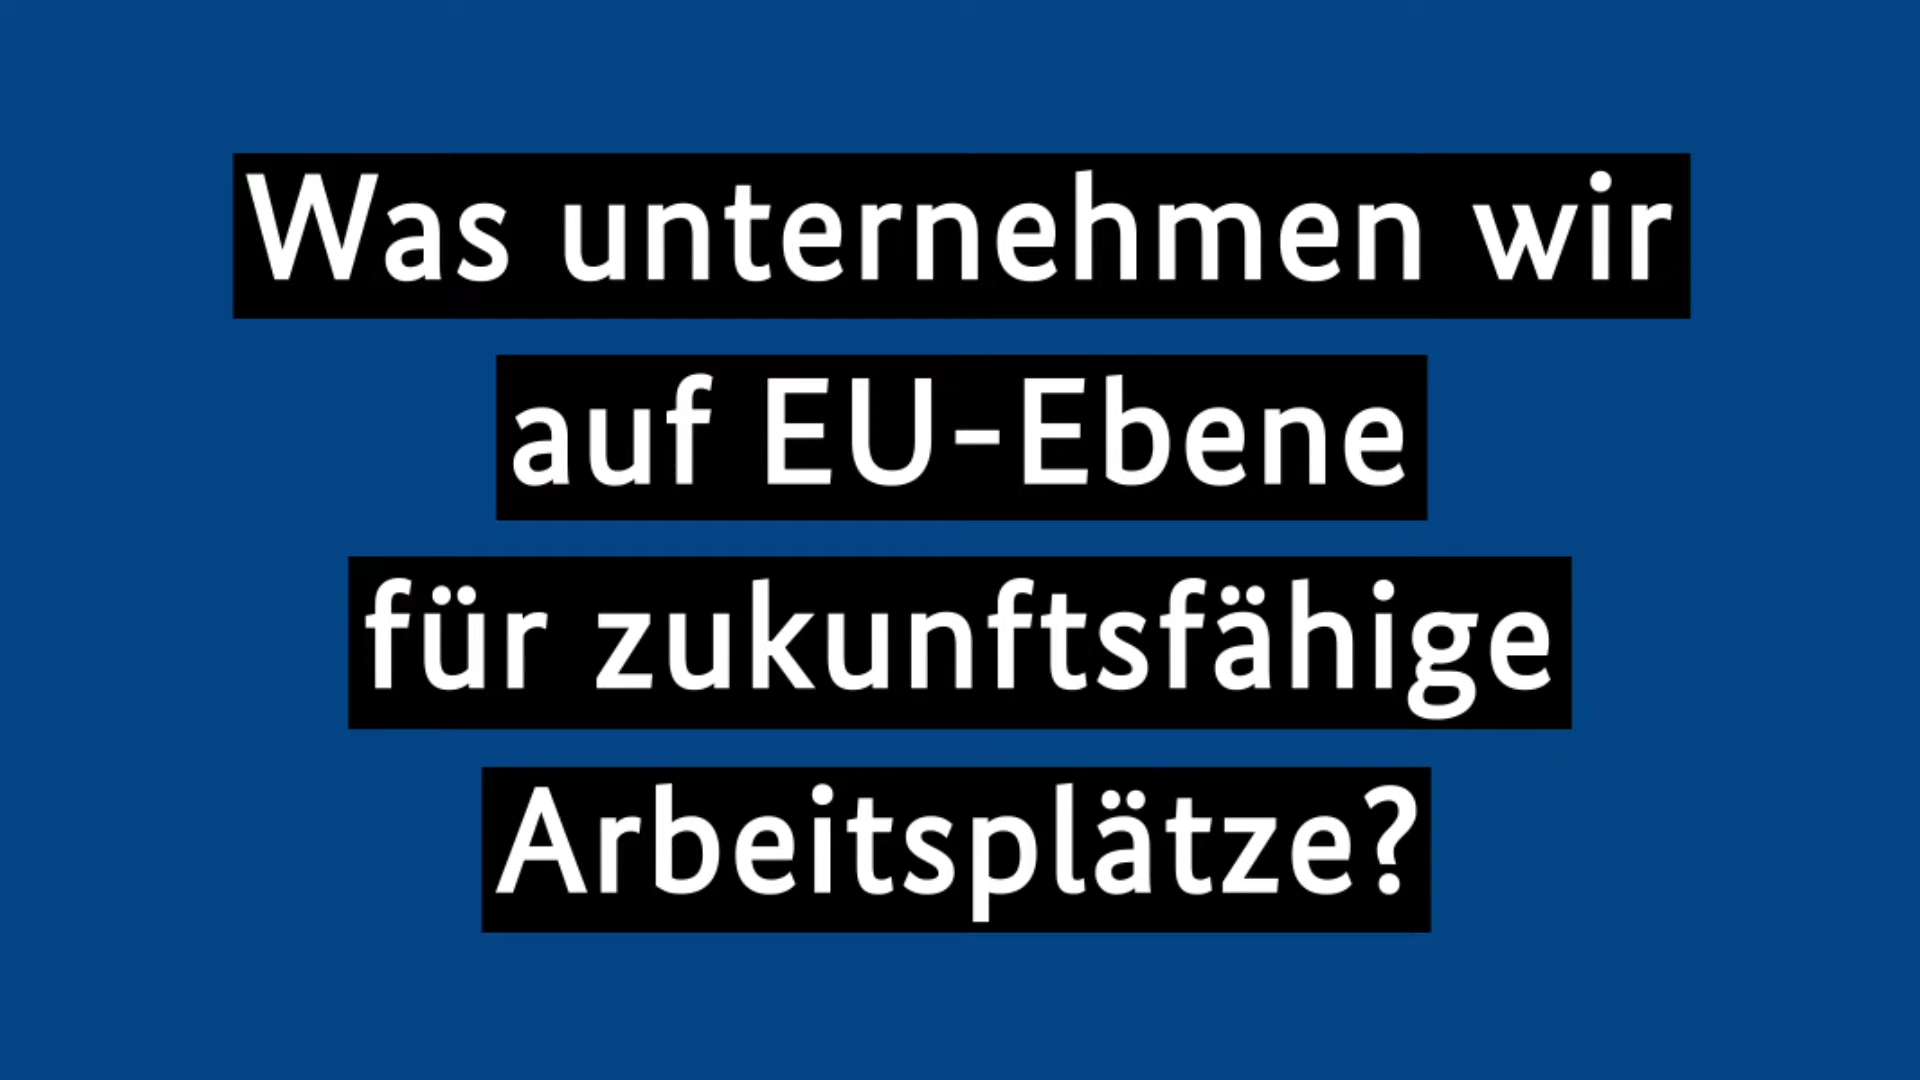 Was unternehmen wir
auf EU-Ebene
für zukunftsfähige
Arbeitsplätze?